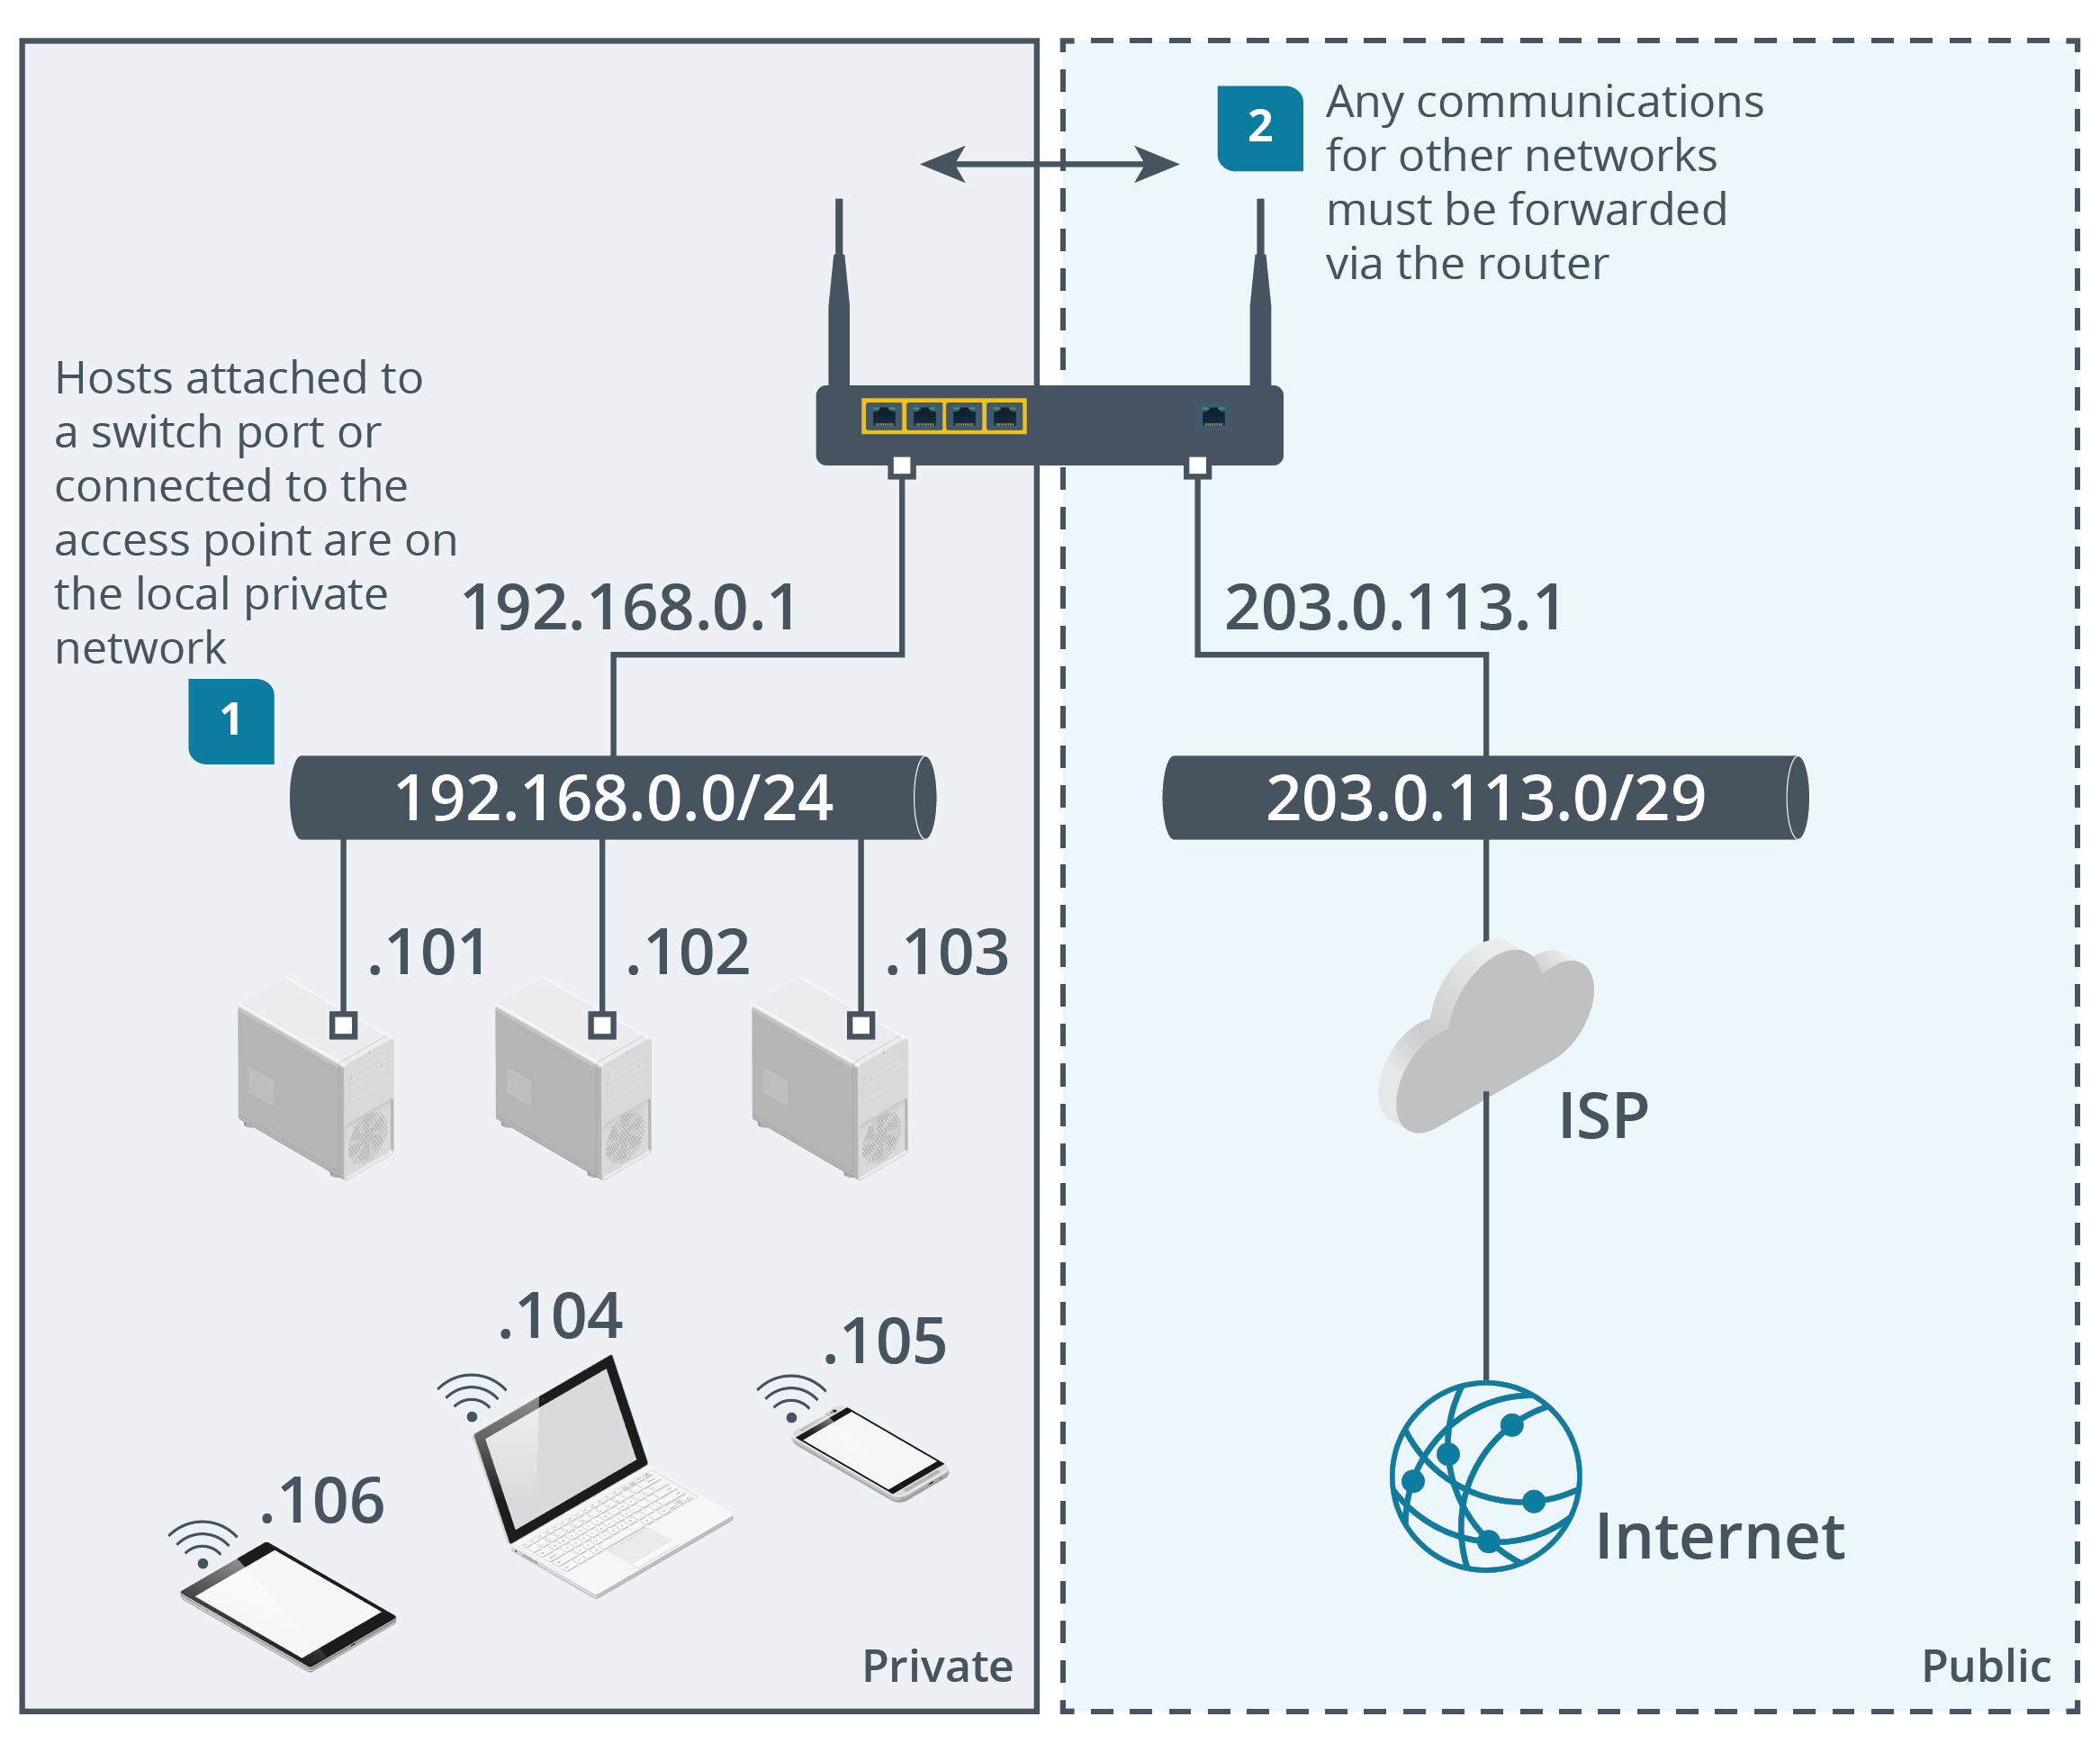 2
Any communications
for other networks
must be forwarded
via the router
Hosts attached to
a switch port or
connected to the
access point are on
the local private
network
1
192.168.0.1
203.0.113.1
192.168.0.0/24
203.0.113.0/29
.101
.102
.103
ISP
.104
.105
.106
Internet
Private
Public